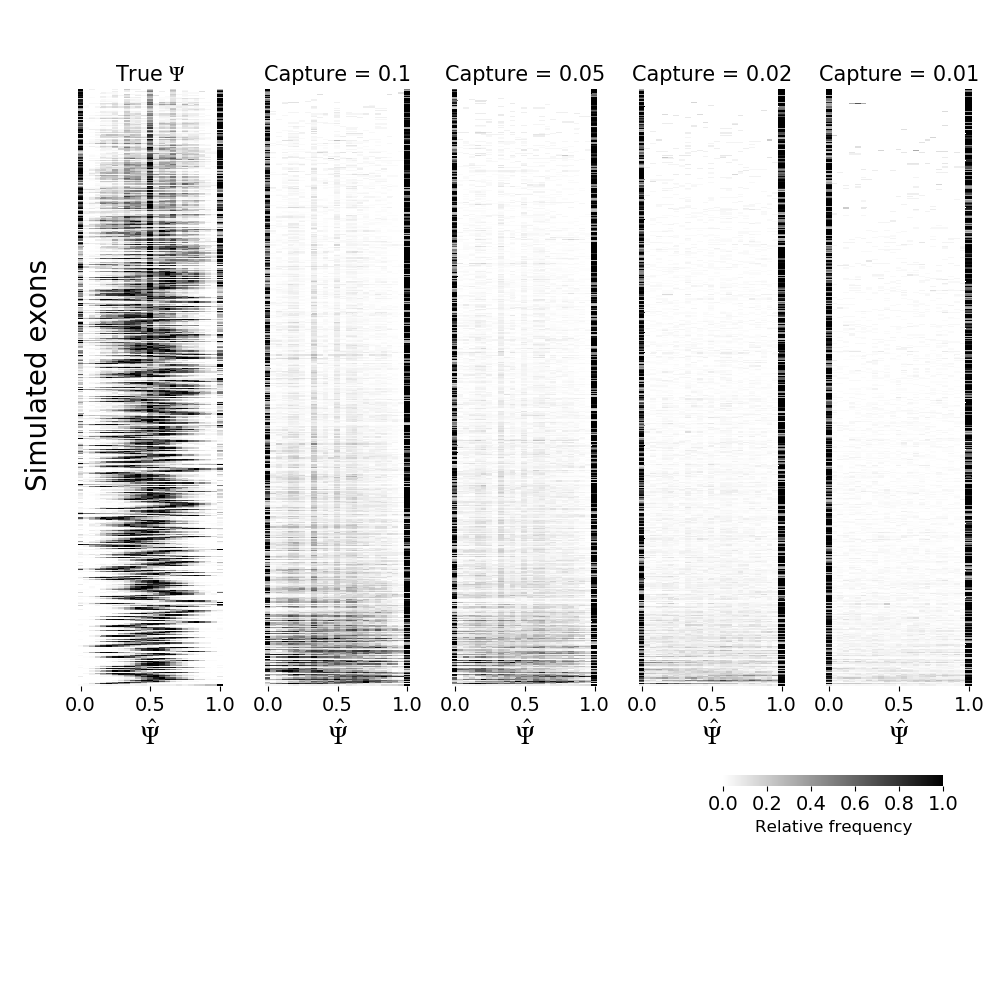 True Ψ
Capture = 0.1
Capture = 0.05
Capture = 0.02
Capture = 0.01
Simulated exons
0.0 0.5 1.0
0.0 0.5 1.0
0.0 0.5 1.0
0.0 0.5 1.0
0.0 0.5 1.0
Ψ̂
Ψ̂
Ψ̂
Ψ̂
Ψ̂
0.0 0.2 0.4 0.6 0.8 1.0
Relative frequency